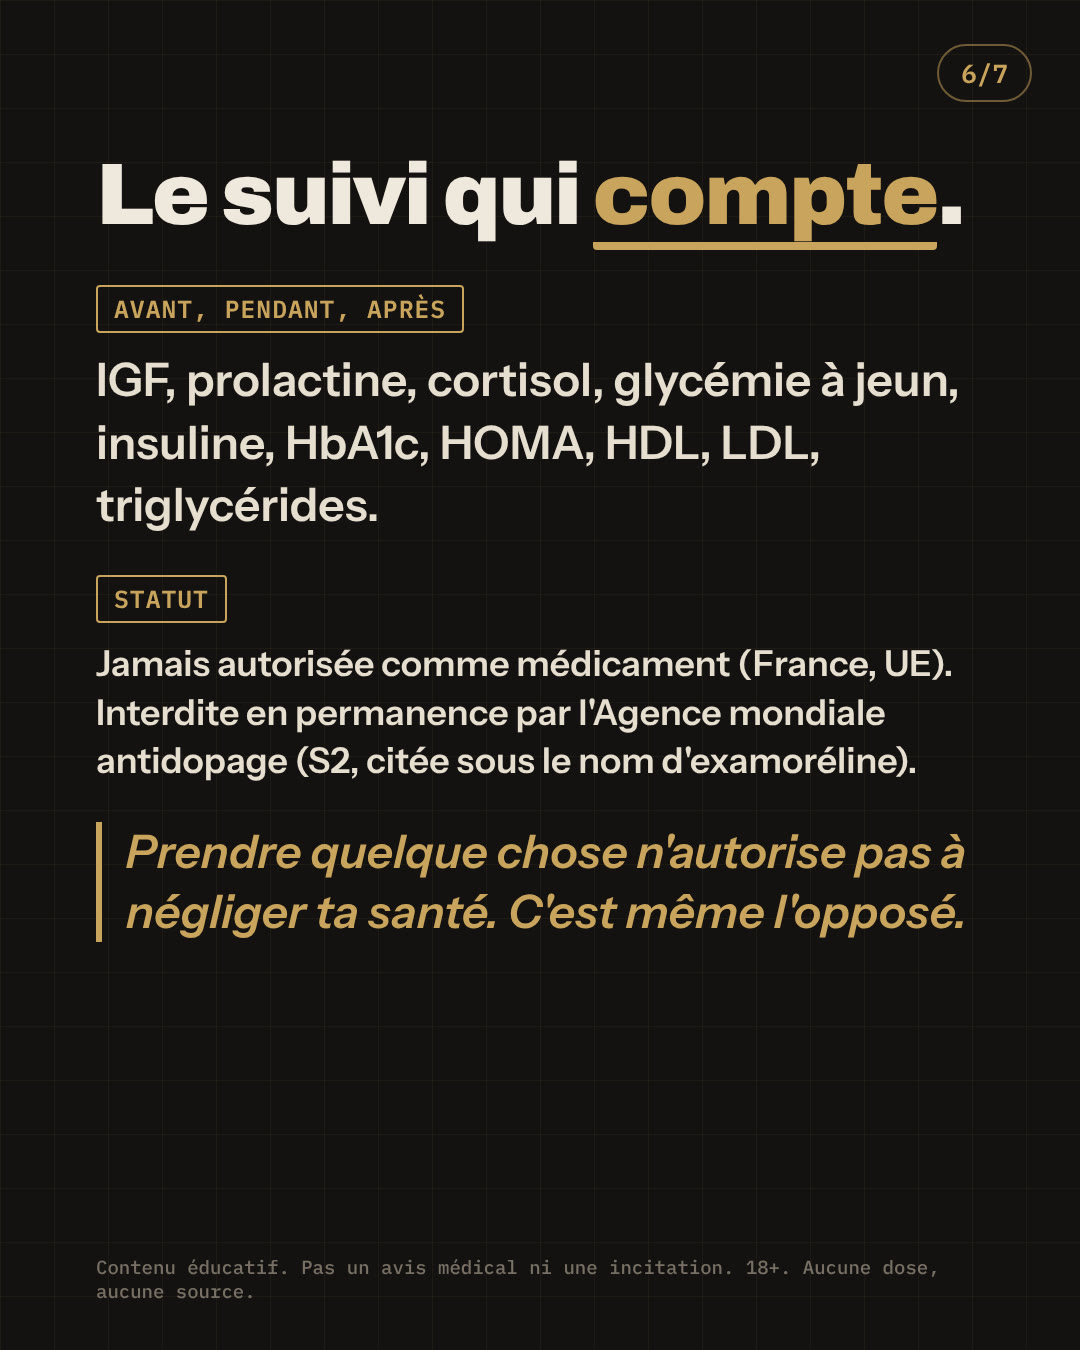 6/7
Le suivi qui compte.
AVANT, PENDANT, APRÈS
IGF, prolactine, cortisol, glycémie à jeun,
insuline, HbA1c, HOMA, HDL, LDL,
triglycérides.
STATUT
Jamais autorisée comme médicament (France, UE).
Interdite en permanence par l'Agence mondiale
antidopage (S2, citée sous le nom d'examoréline).
Prendre quelque chose n'autorise pas à
négliger ta santé. C'est même l'opposé.
Contenu éducatif. Pas un avis médical ni une incitation. 18+. Aucune dose,
aucune source.